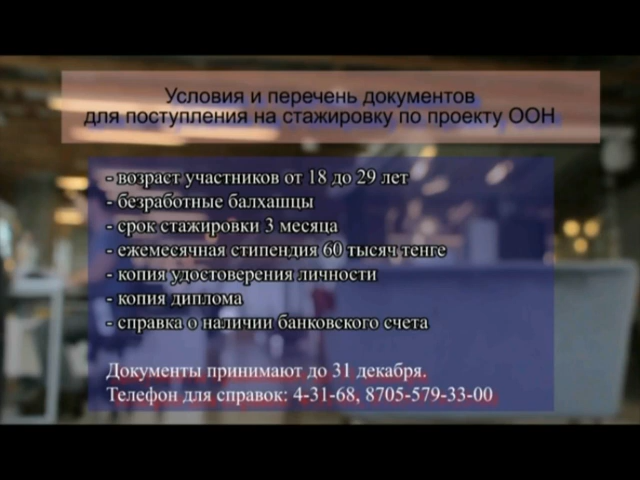 Условия и перечень документов
для поступления на стажировку по проекту ООН
- возраст участников от 18 до 29 лет
- безработные балхашцы
- срок стажировки 3 месяца
- ежемесячная стипендия 60 тысяч тенге
- копия удостоверения личности
- копия диплома
- справка о наличии банковского счета
Документы принимают до 31 декабря.
Телефон для справок: 4-31-68, 8705-579-33-00